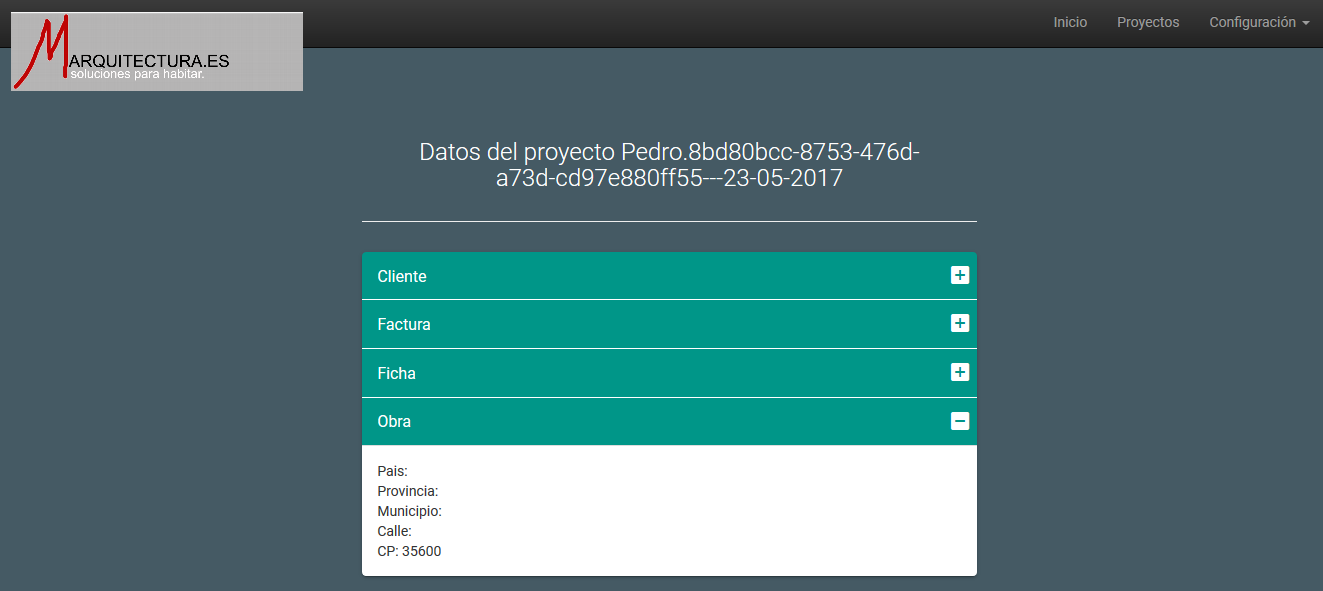 MARQUITECTURA.ES
soluciones para habitar.
Inicio
Proyectos
Configuración
Datos del proyecto Pedro.8bd80bcc-8753-476d-
a73d-cd97e880ff55---23-05-2017
Cliente
Factura
Ficha
Obra
Pais:
Provincia:
Municipio:
Calle:
CP: 35600